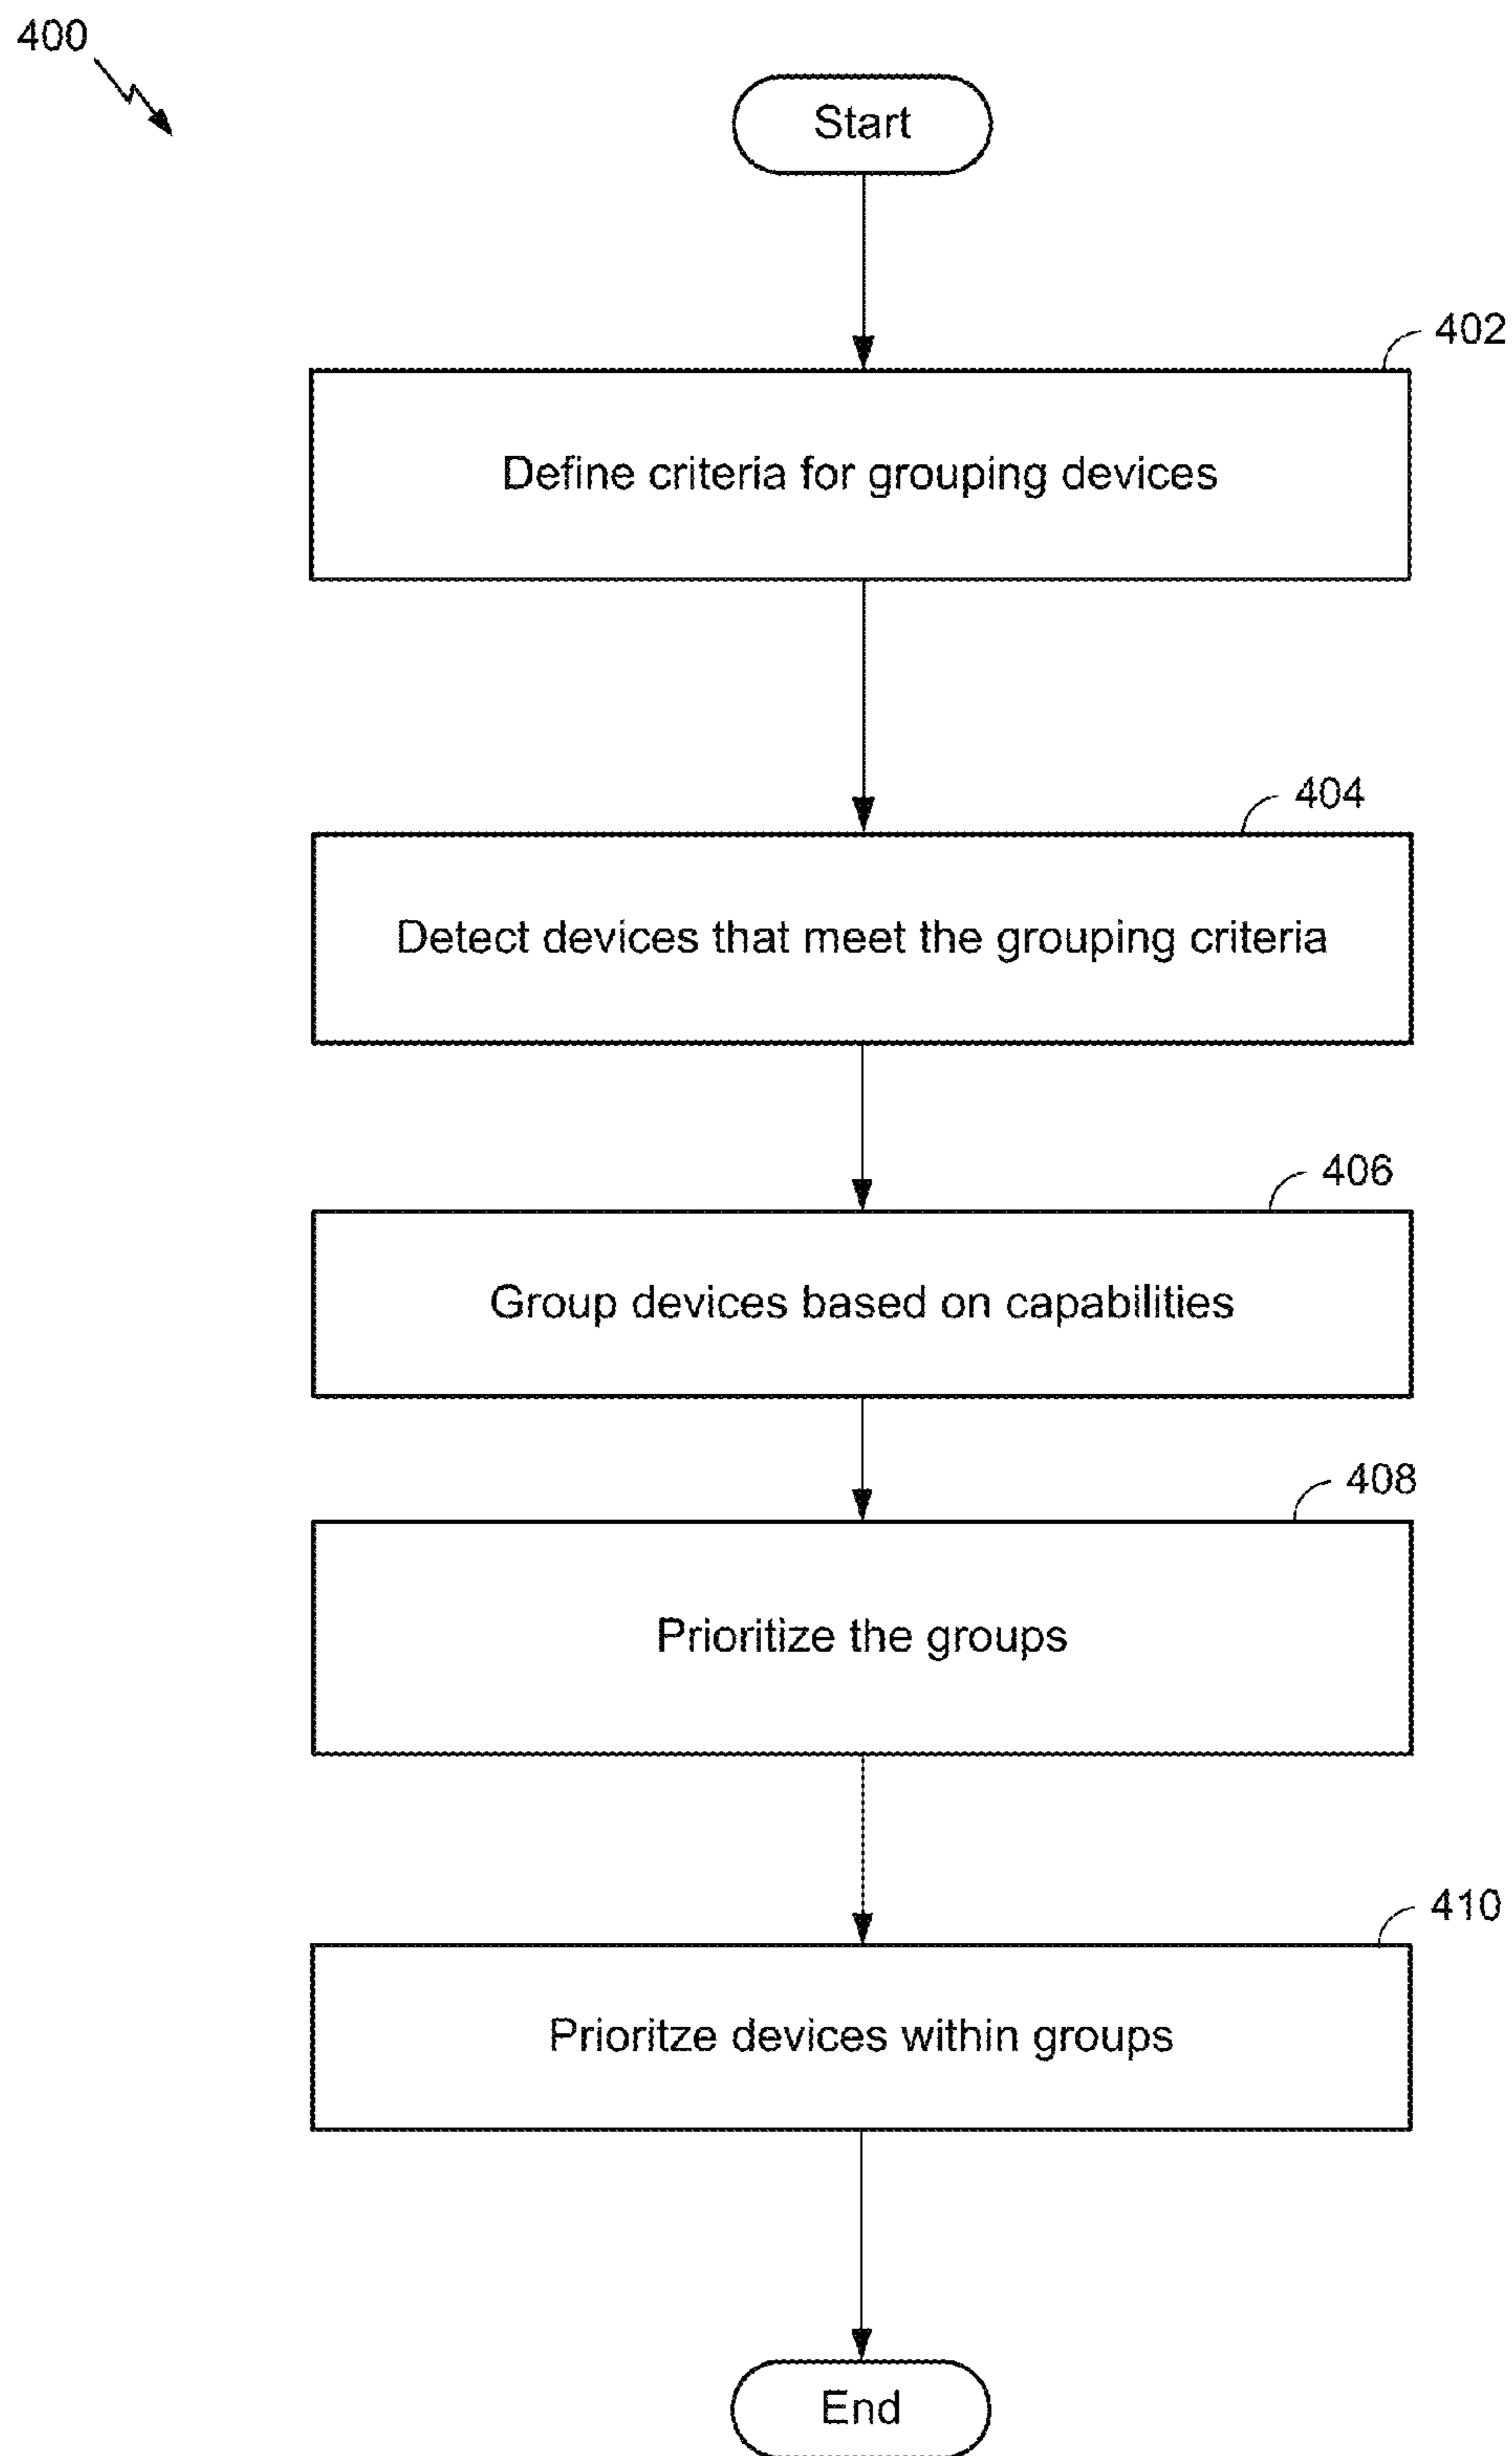 400
Start
402
Define criteria for grouping devices
404
Detect devices that meet the grouping criteria
406
Group devices based on capabilities
408
Prioritize the groups
410
Prioritze devices within groups
End